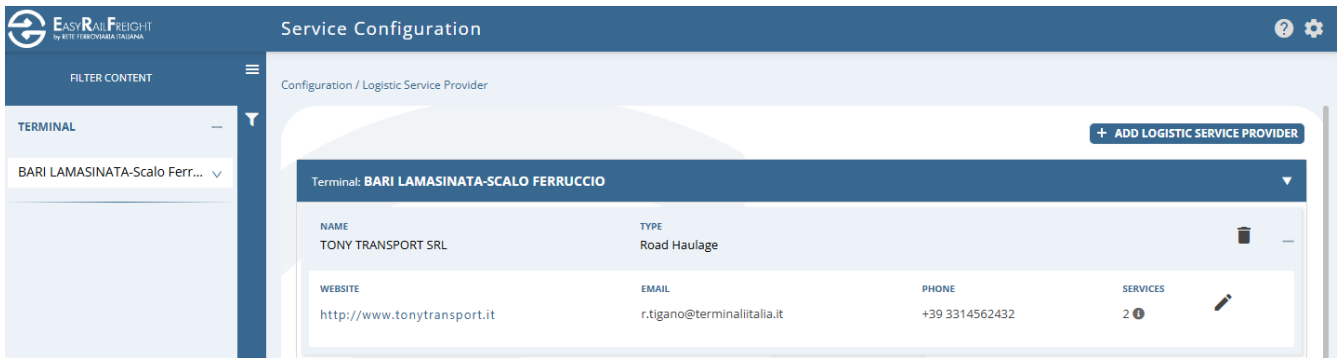 EASYRAILFREIGHT
by RETE FERROVIARIA ITALIANA
Service Configuration
FILTER CONTENT
Configuration / Logistic Service Provider
TERMINAL
+ ADD LOGISTIC SERVICE PROVIDER
BARI LAMASINATA-Scalo Ferr...
Terminal: BARI LAMASINATA-SCALO FERRUCCIO
NAME
TYPE
TONY TRANSPORT SRL
Road Haulage
WEBSITE
EMAIL
PHONE
SERVICES
http://www.tonytransport.it
r.tigano@terminaliitalia.it
+39 3314562432
2